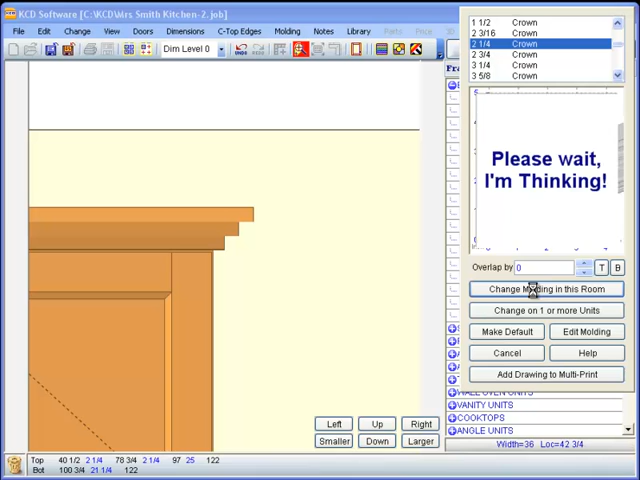 KCD Editor [C:\KCD\Mrs Smith Kitchen-2.job]
File Edit Change View Doors Dimensions C-Top Edges Molding Notes Library
Dim Level 0
UNDO REDO
Fra
1 1/2 Crown
2 3/16 Crown
2 1/4 Crown
2 3/4 Crown
3 1/4 Crown
3 5/8 Crown
Please wait,
I'm Thinking!
Overlap by 0 T B
Change Molding in this Room
Change on 1 or more Units
Make Default Edit Molding
Cancel Help
Add Drawing to Multi-Print
WALL OVEN UNITS
VANITY UNITS
COOKTOPS
ANGLE UNITS
Left Up Right
Smaller Down Larger
Width=36 Loc=42 3/4
Top 40 1/2 2 1/4 78 3/4 2 1/4 97 25 122
Bot 100 3/4 21 1/4 122